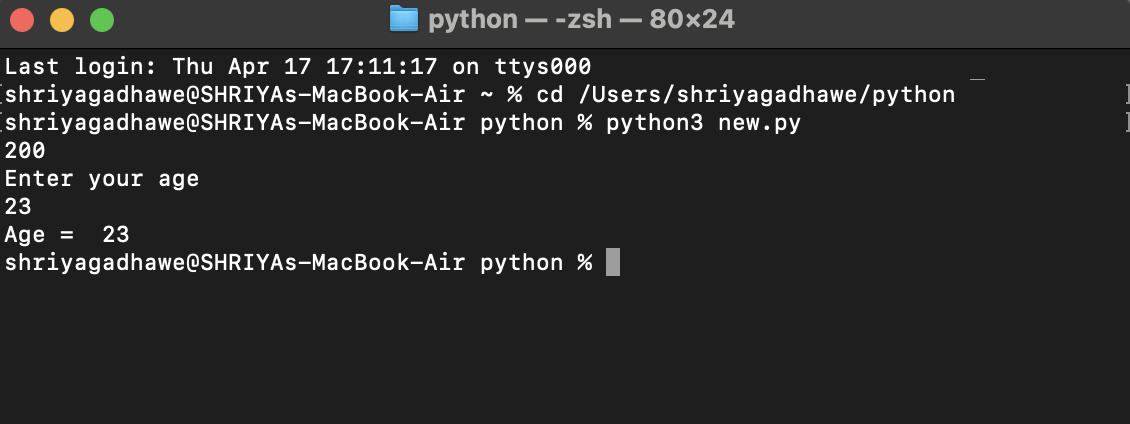 python — -zsh — 80×24
Last login: Thu Apr 17 17:11:17 on ttys000
[shriyagadhawe@SHRIYAs-MacBook-Air ~ % cd /Users/shriyagadhawe/python ]
[shriyagadhawe@SHRIYAs-MacBook-Air python % python3 new.py ]
200
Enter your age
23
Age =  23
shriyagadhawe@SHRIYAs-MacBook-Air python %